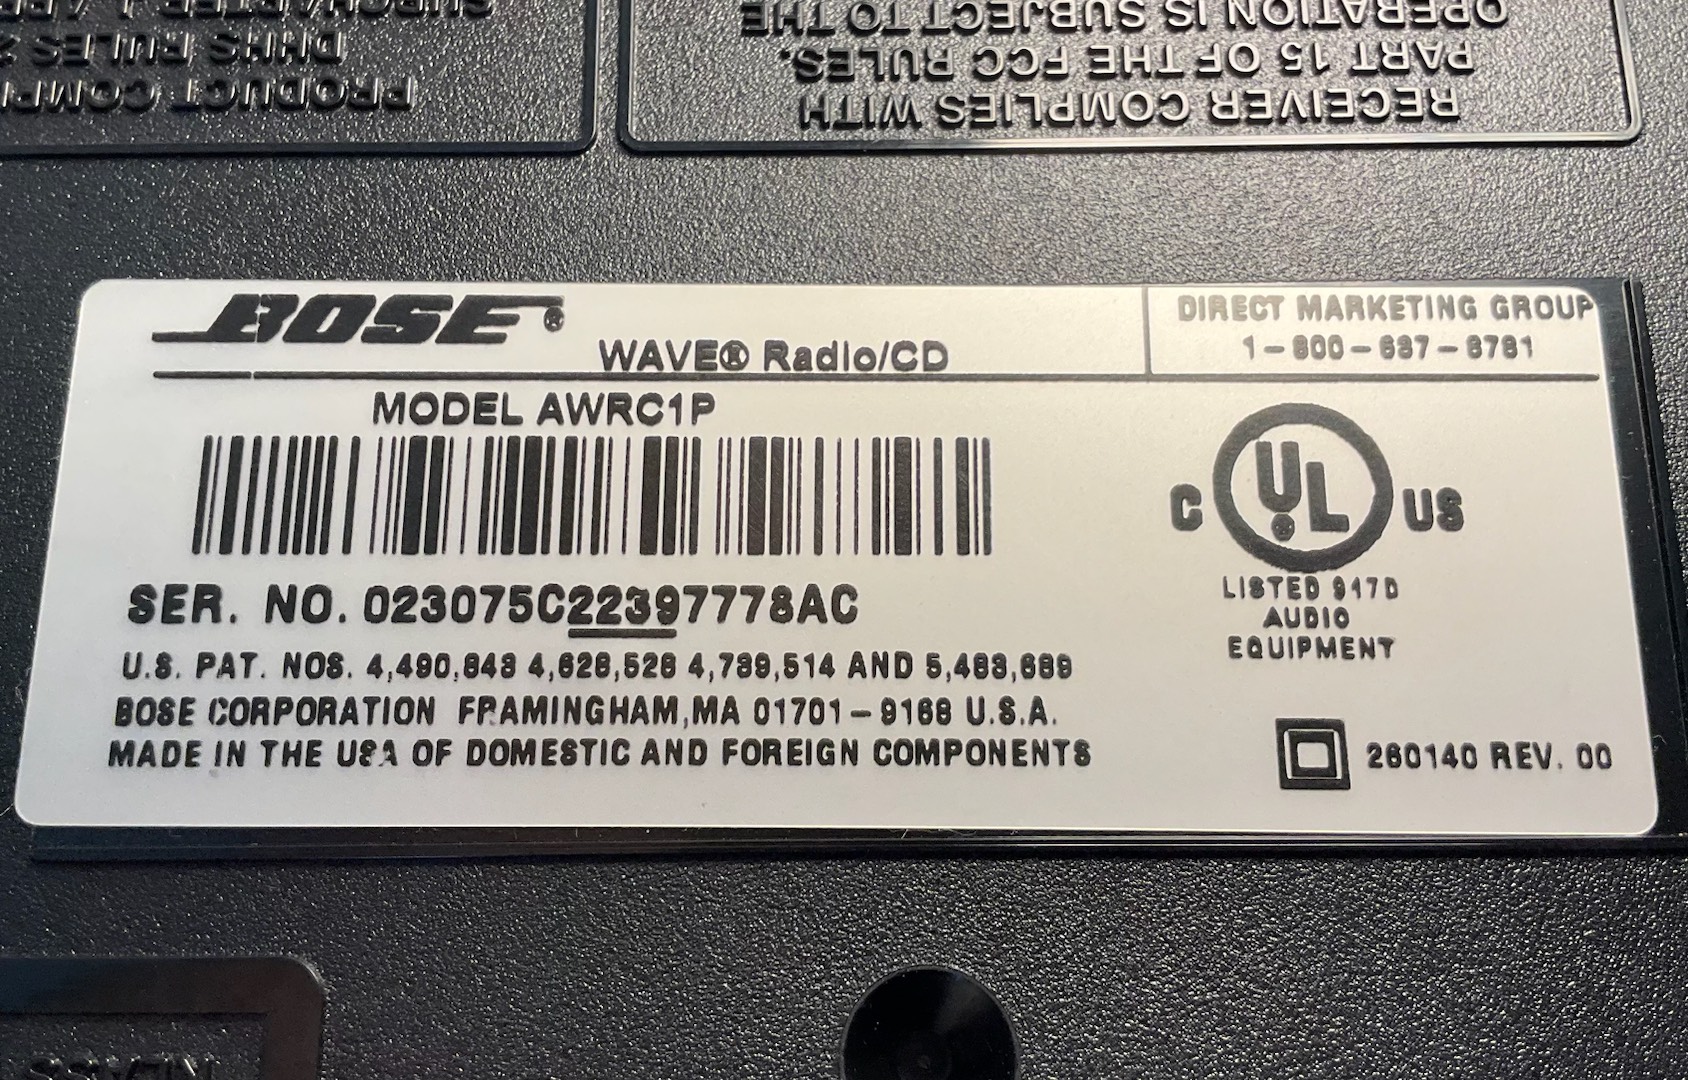 SURCHAPTER J APP
DHHS RULES 2
PRODUCT COMPL
RECEIVER COMPLIES WITH
PART 15 OF THE FCC RULES.
OPERATION IS SUBJECT TO THE
BOSE®
WAVE® Radio/CD
DIRECT MARKETING GROUP
1-800-637-8781
MODEL AWRC1P
SER. NO. 023075C22397778AC
U.S. PAT. NOS. 4,490,843 4,628,528 4,739,514 AND 5,483,689
BOSE CORPORATION FRAMINGHAM,MA 01701-9168 U.S.A.
MADE IN THE USA OF DOMESTIC AND FOREIGN COMPONENTS
C UL® US
LISTED 917D
AUDIO
EQUIPMENT
260140 REV. 00